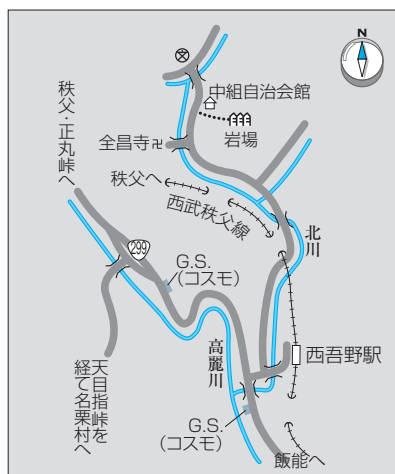 N
中組自治会館
岩場
全昌寺卍
秩父・正丸峠へ
秩父へ
西武秩父線
北川
299
G.S.
(コスモ)
高麗川
西吾野駅
天目指峠を
経て名栗村へ
G.S.
(コスモ)
飯能へ